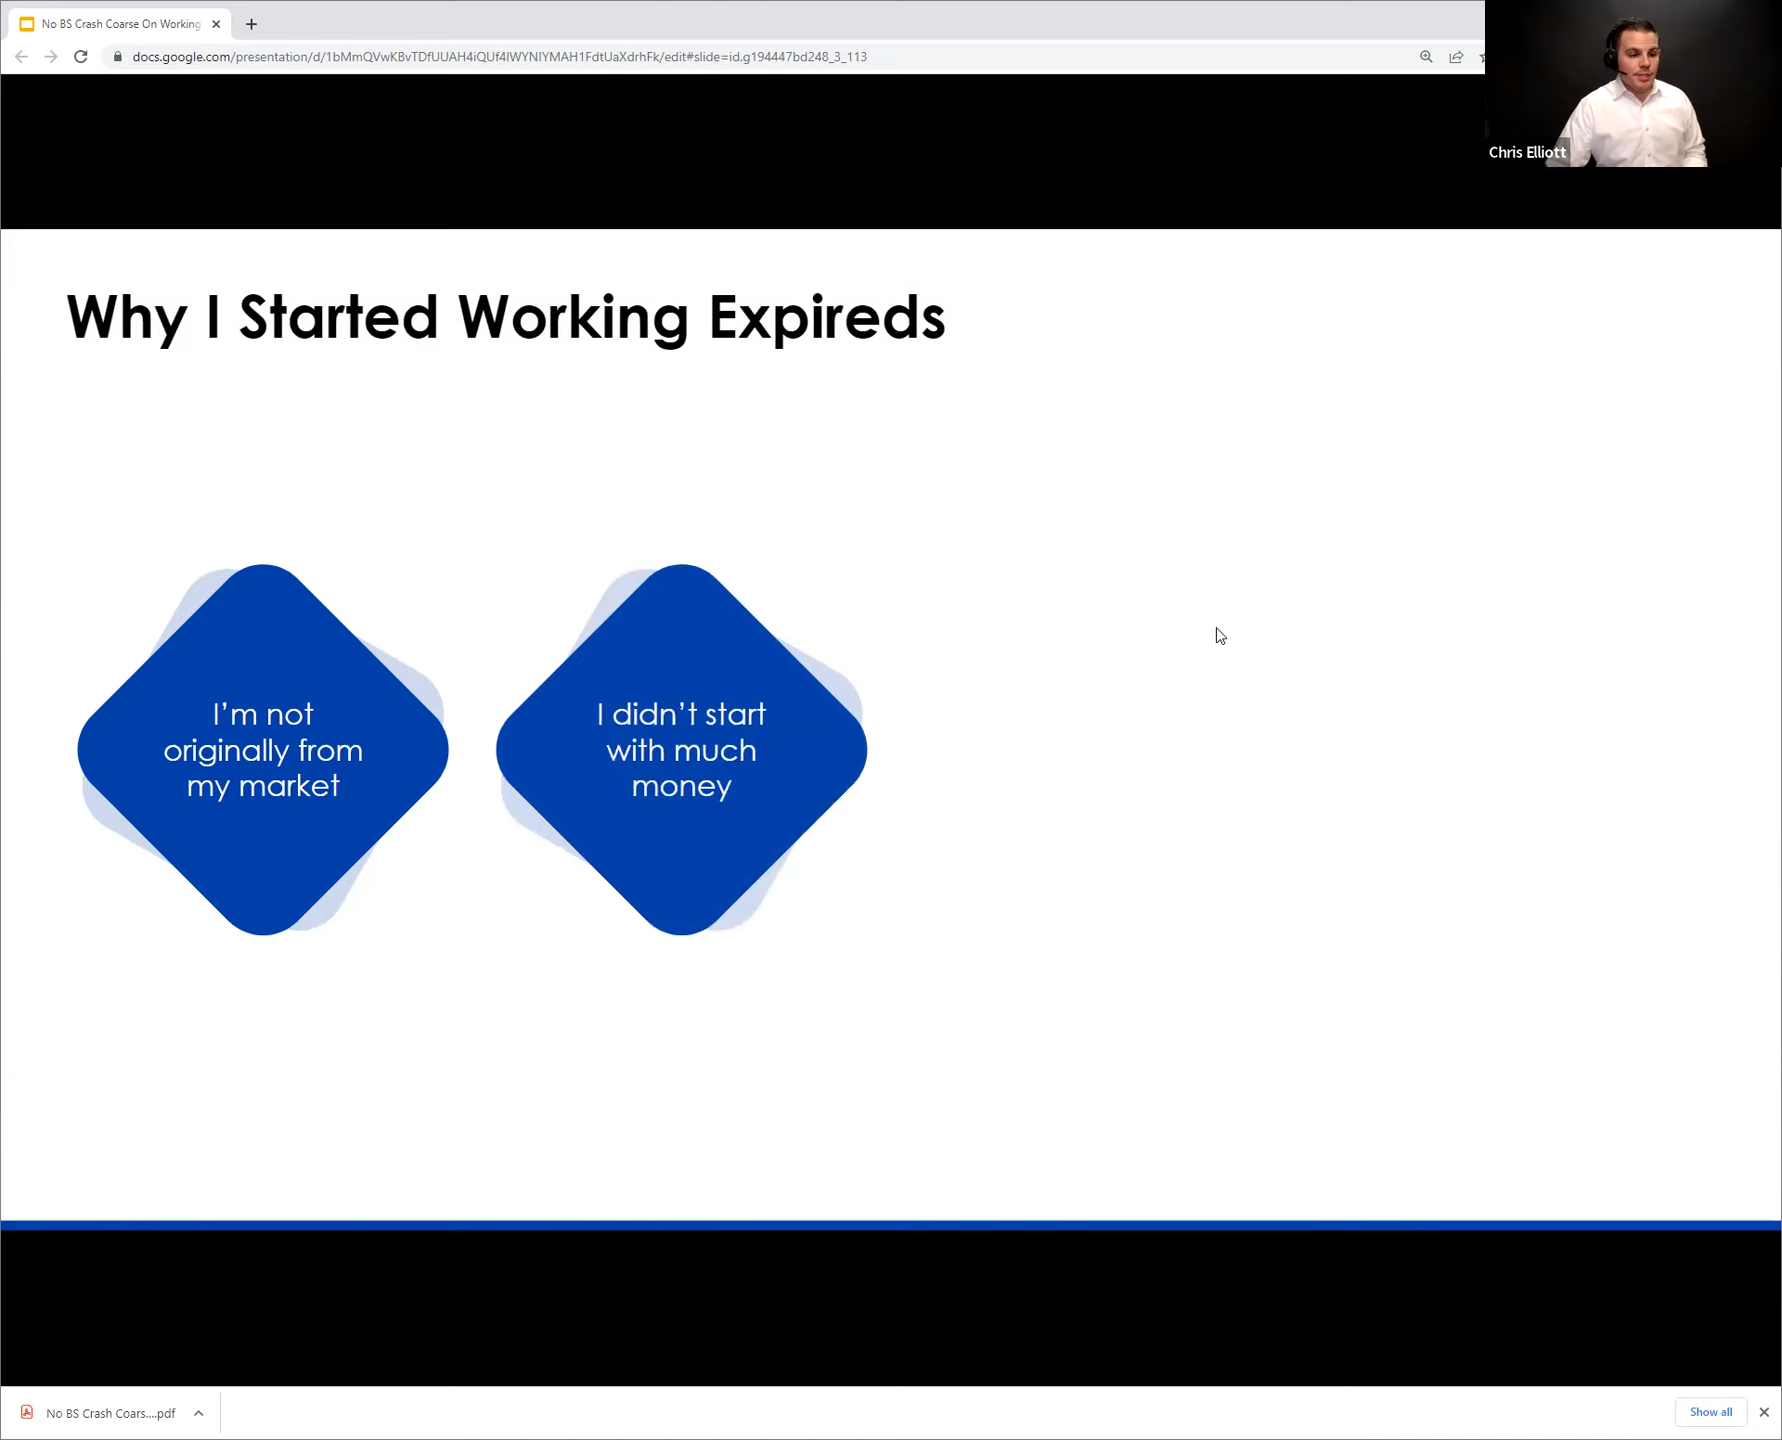 No BS Crash Coarse On Working
docs.google.com/presentation/d/1bMmQVwKBvTDfUUAH4iQUf4IWYNIYMAH1FdtUaXdrhFk/edit#slide=id.g194447bd248_3_113
Chris Elliott
Why I Started Working Expireds
I'm not
originally from
my market
I didn't start
with much
money
No BS Crash Coars....pdf
Show all